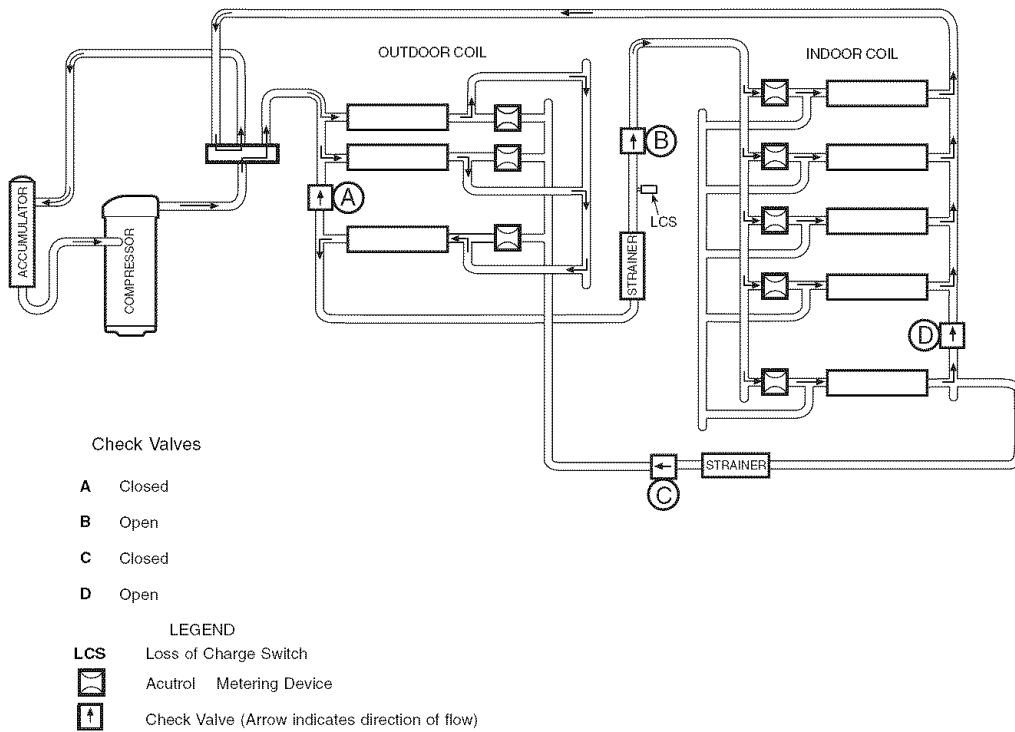 OUTDOOR COIL
INDOOR COIL
B
A
LCS
ACCUMULATOR
COMPRESSOR
STRAINER
D
STRAINER
C
Check Valves
A Closed
B Open
C Closed
D Open
LEGEND
LCS Loss of Charge Switch
Acutrol Metering Device
Check Valve (Arrow indicates direction of flow)